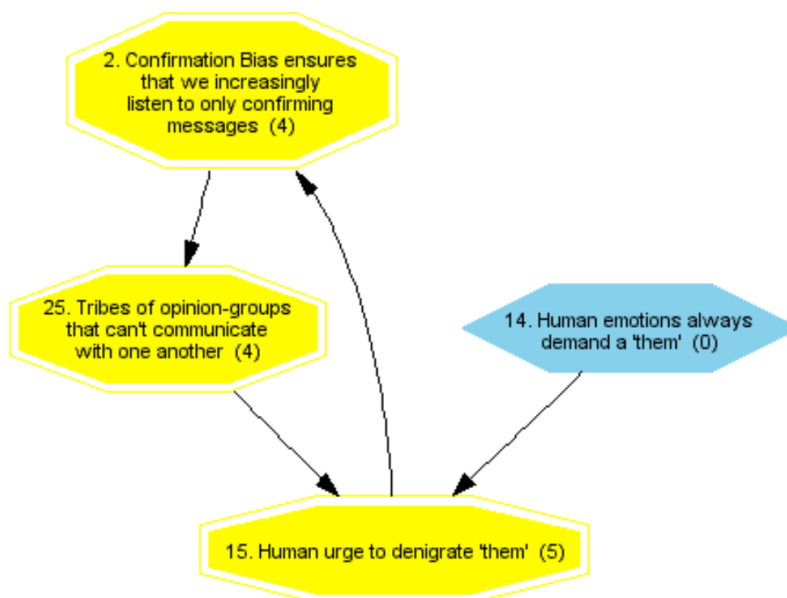 2. Confirmation Bias ensures
that we increasingly
listen to only confirming
messages (4)
25. Tribes of opinion-groups
that can't communicate
with one another (4)
14. Human emotions always
demand a 'them' (0)
15. Human urge to denigrate 'them' (5)